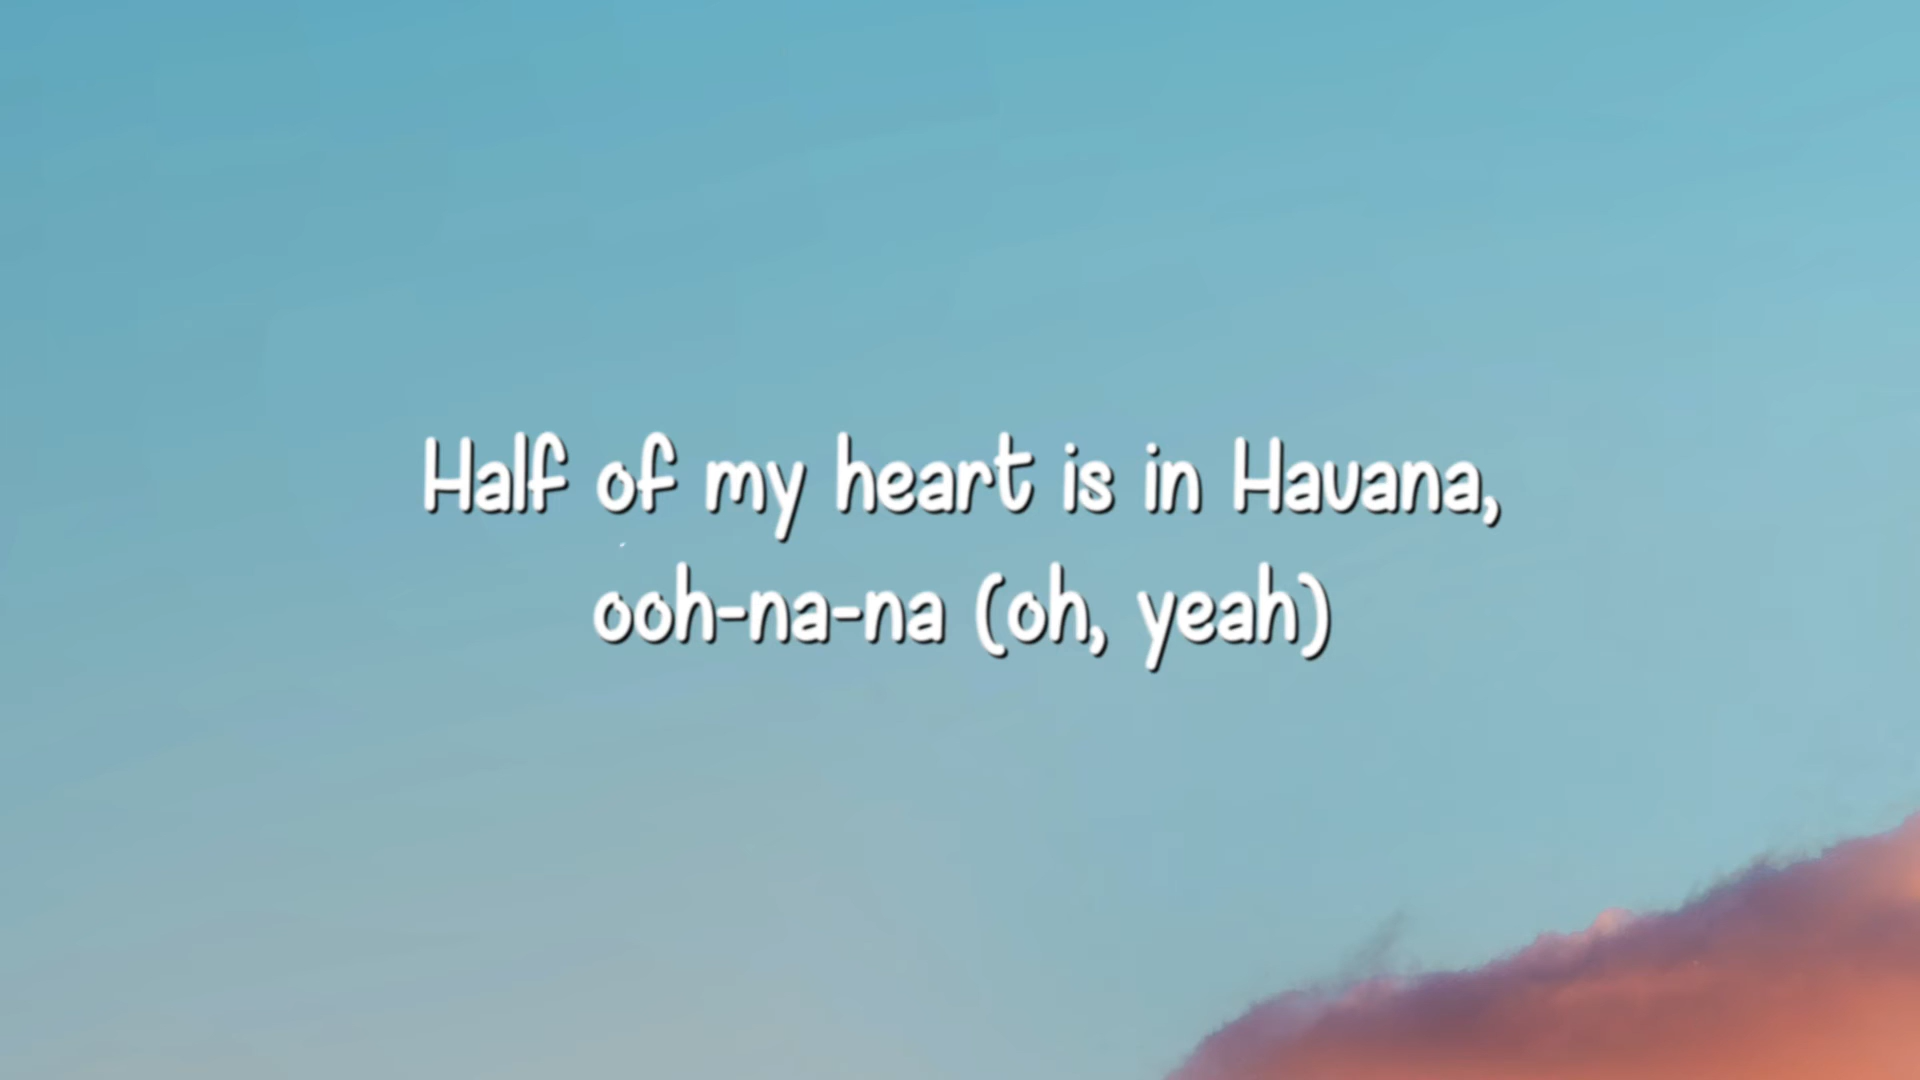 Half of my heart is in Havana,
ooh-na-na (oh, yeah)